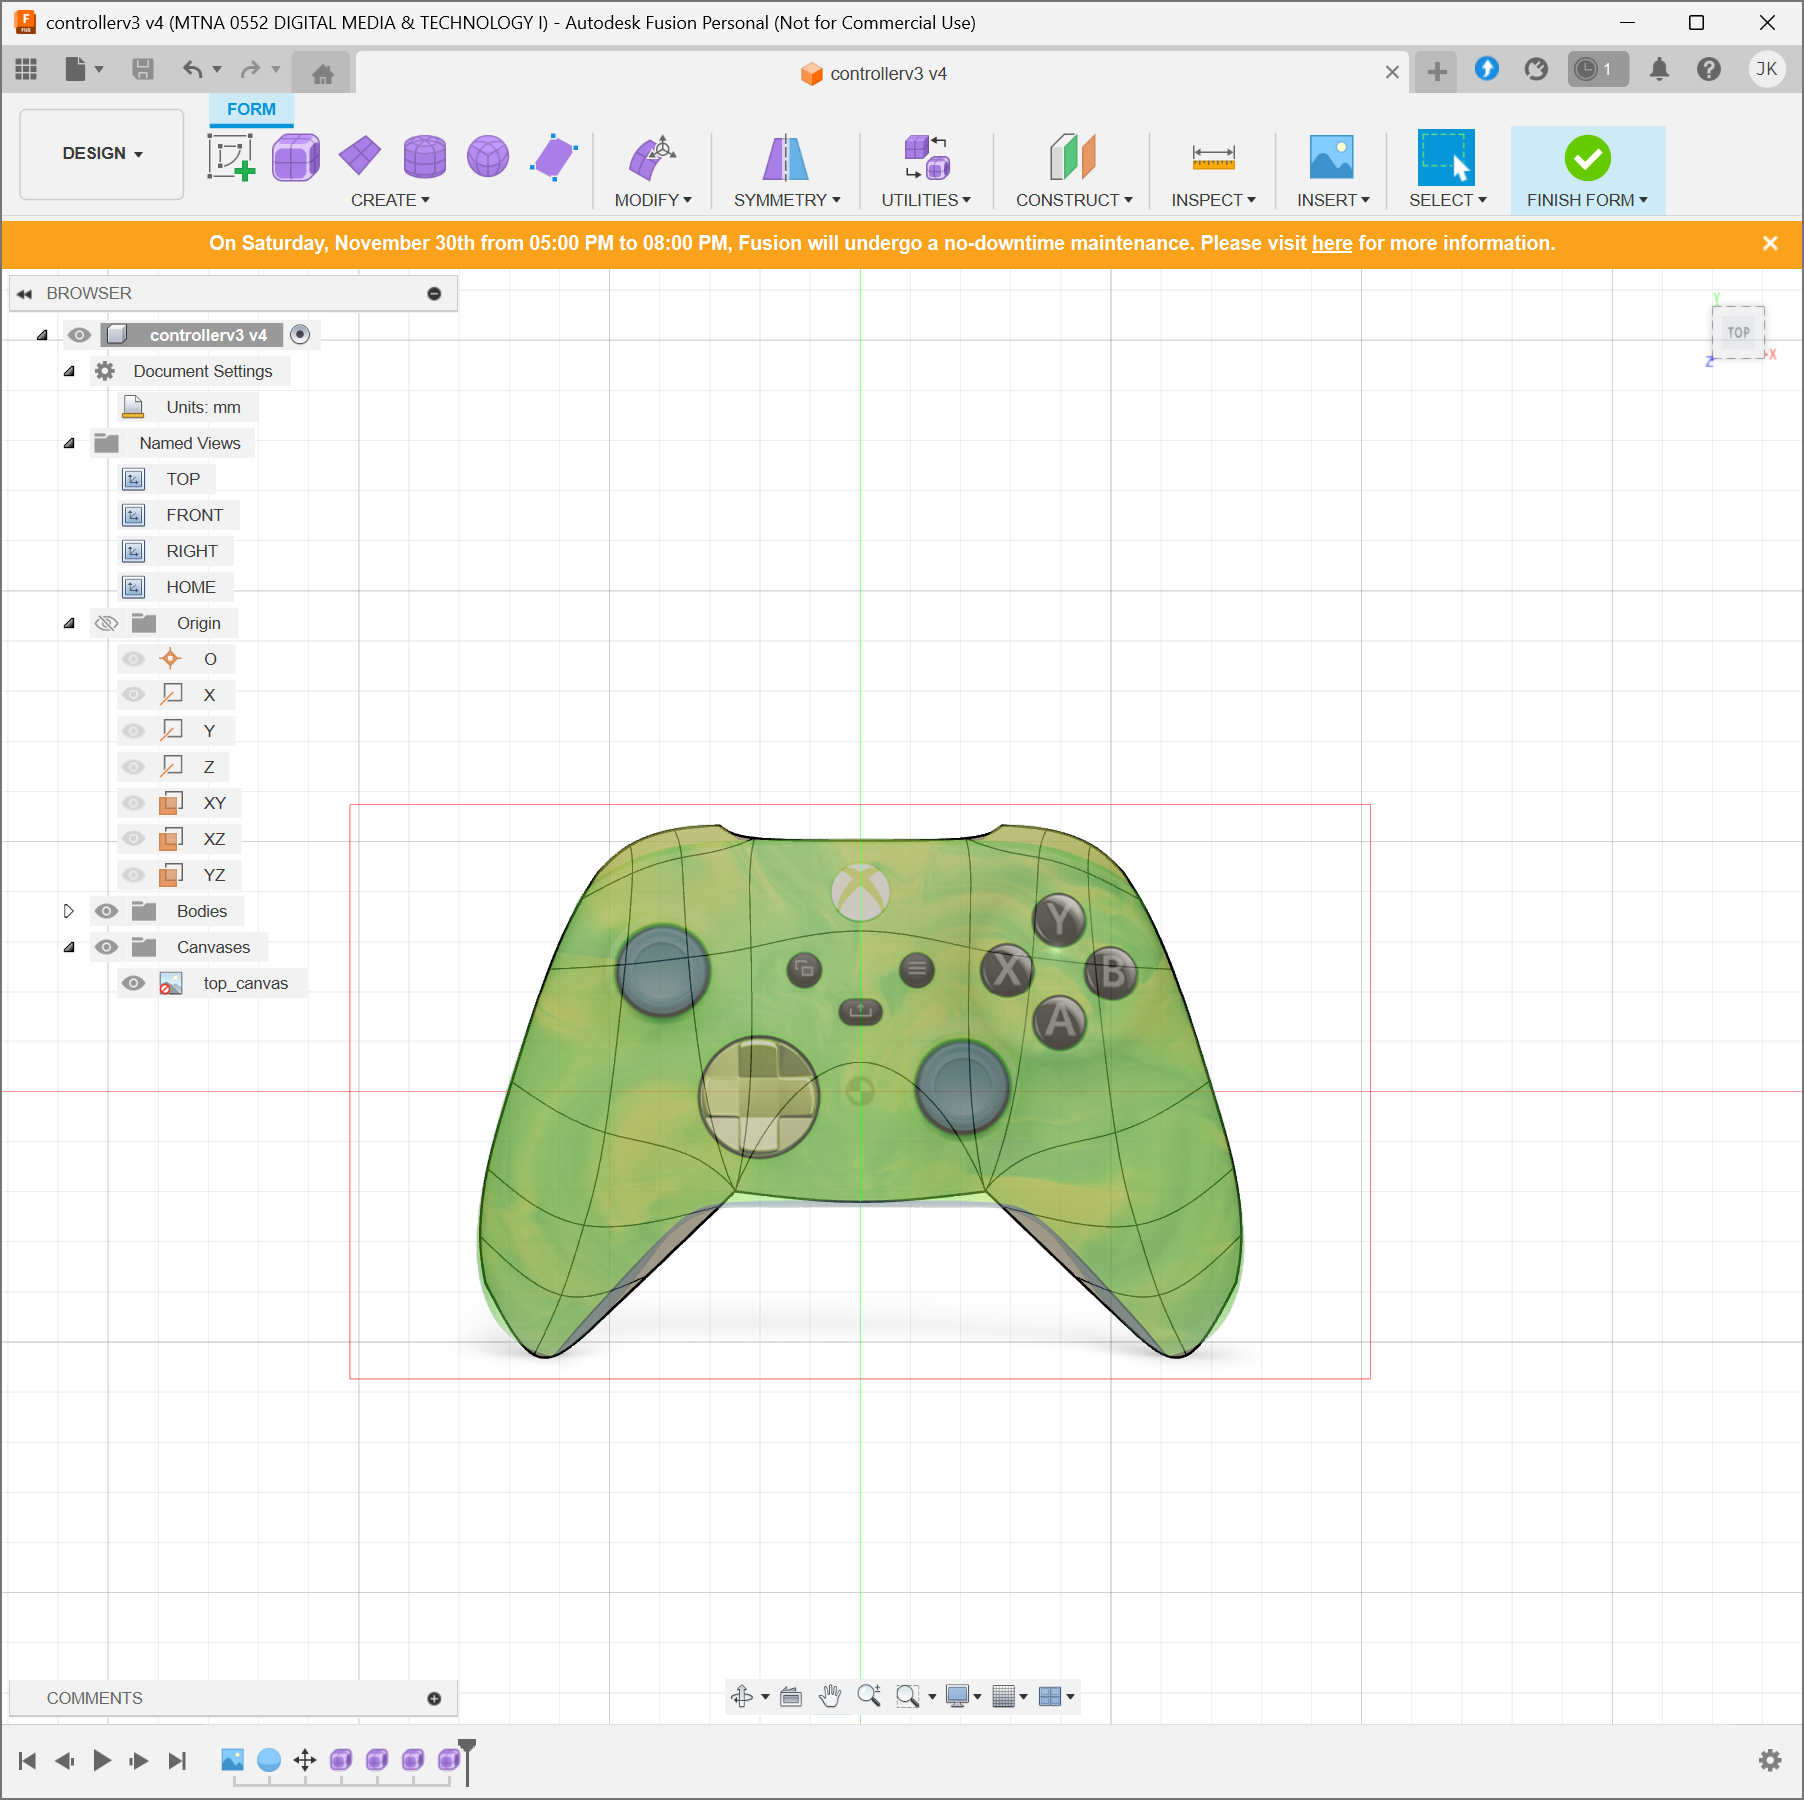 controllerv3 v4 (MTNA 0552 DIGITAL MEDIA & TECHNOLOGY I) - Autodesk Fusion Personal (Not for Commercial Use)
controllerv3 v4
1
JK
FORM
DESIGN
CREATE
MODIFY
SYMMETRY
UTILITIES
CONSTRUCT
INSPECT
INSERT
SELECT
FINISH FORM
On Saturday, November 30th from 05:00 PM to 08:00 PM, Fusion will undergo a no-downtime maintenance. Please visit here for more information.
BROWSER
controllerv3 v4
Document Settings
Units: mm
Named Views
TOP
FRONT
RIGHT
HOME
Origin
O
X
Y
Z
XY
XZ
YZ
Bodies
Canvases
top_canvas
Y
TOP
X
Z
Y
X
B
A
COMMENTS